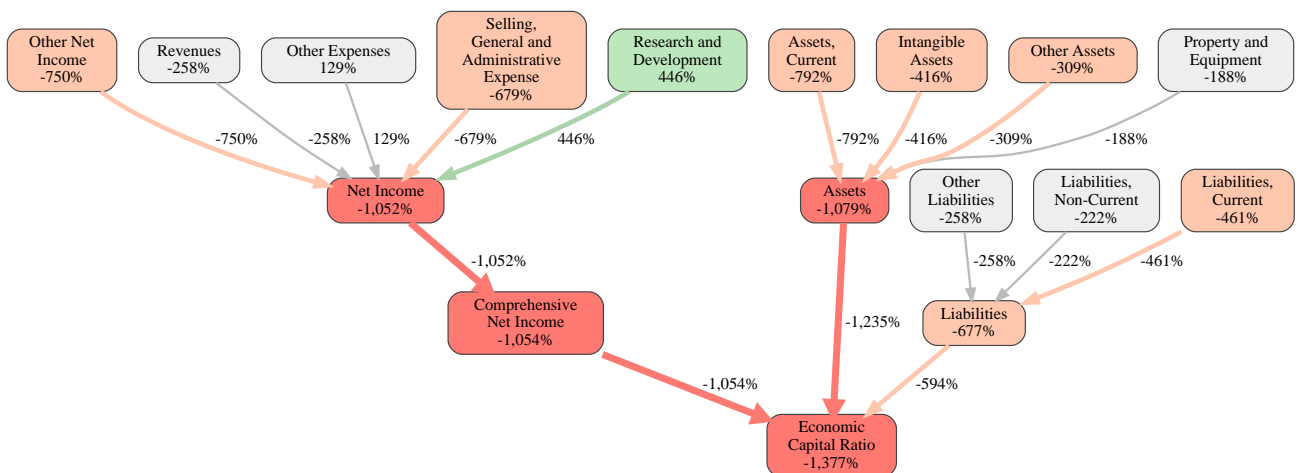 Other Net
Income
-750%
Revenues
-258%
Other Expenses
129%
Selling,
General and
Administrative
Expense
-679%
Research and
Development
446%
Assets,
Current
-792%
Intangible
Assets
-416%
Other Assets
-309%
Property and
Equipment
-188%
-750%
-258%
129%
-679%
446%
-792%
-416%
-309%
-188%
Net Income
-1,052%
Assets
-1,079%
Other
Liabilities
-258%
Liabilities,
Non-Current
-222%
Liabilities,
Current
-461%
-1,052%
-258%
-222%
-461%
Comprehensive
Net Income
-1,054%
-1,235%
Liabilities
-677%
-1,054%
-594%
Economic
Capital Ratio
-1,377%